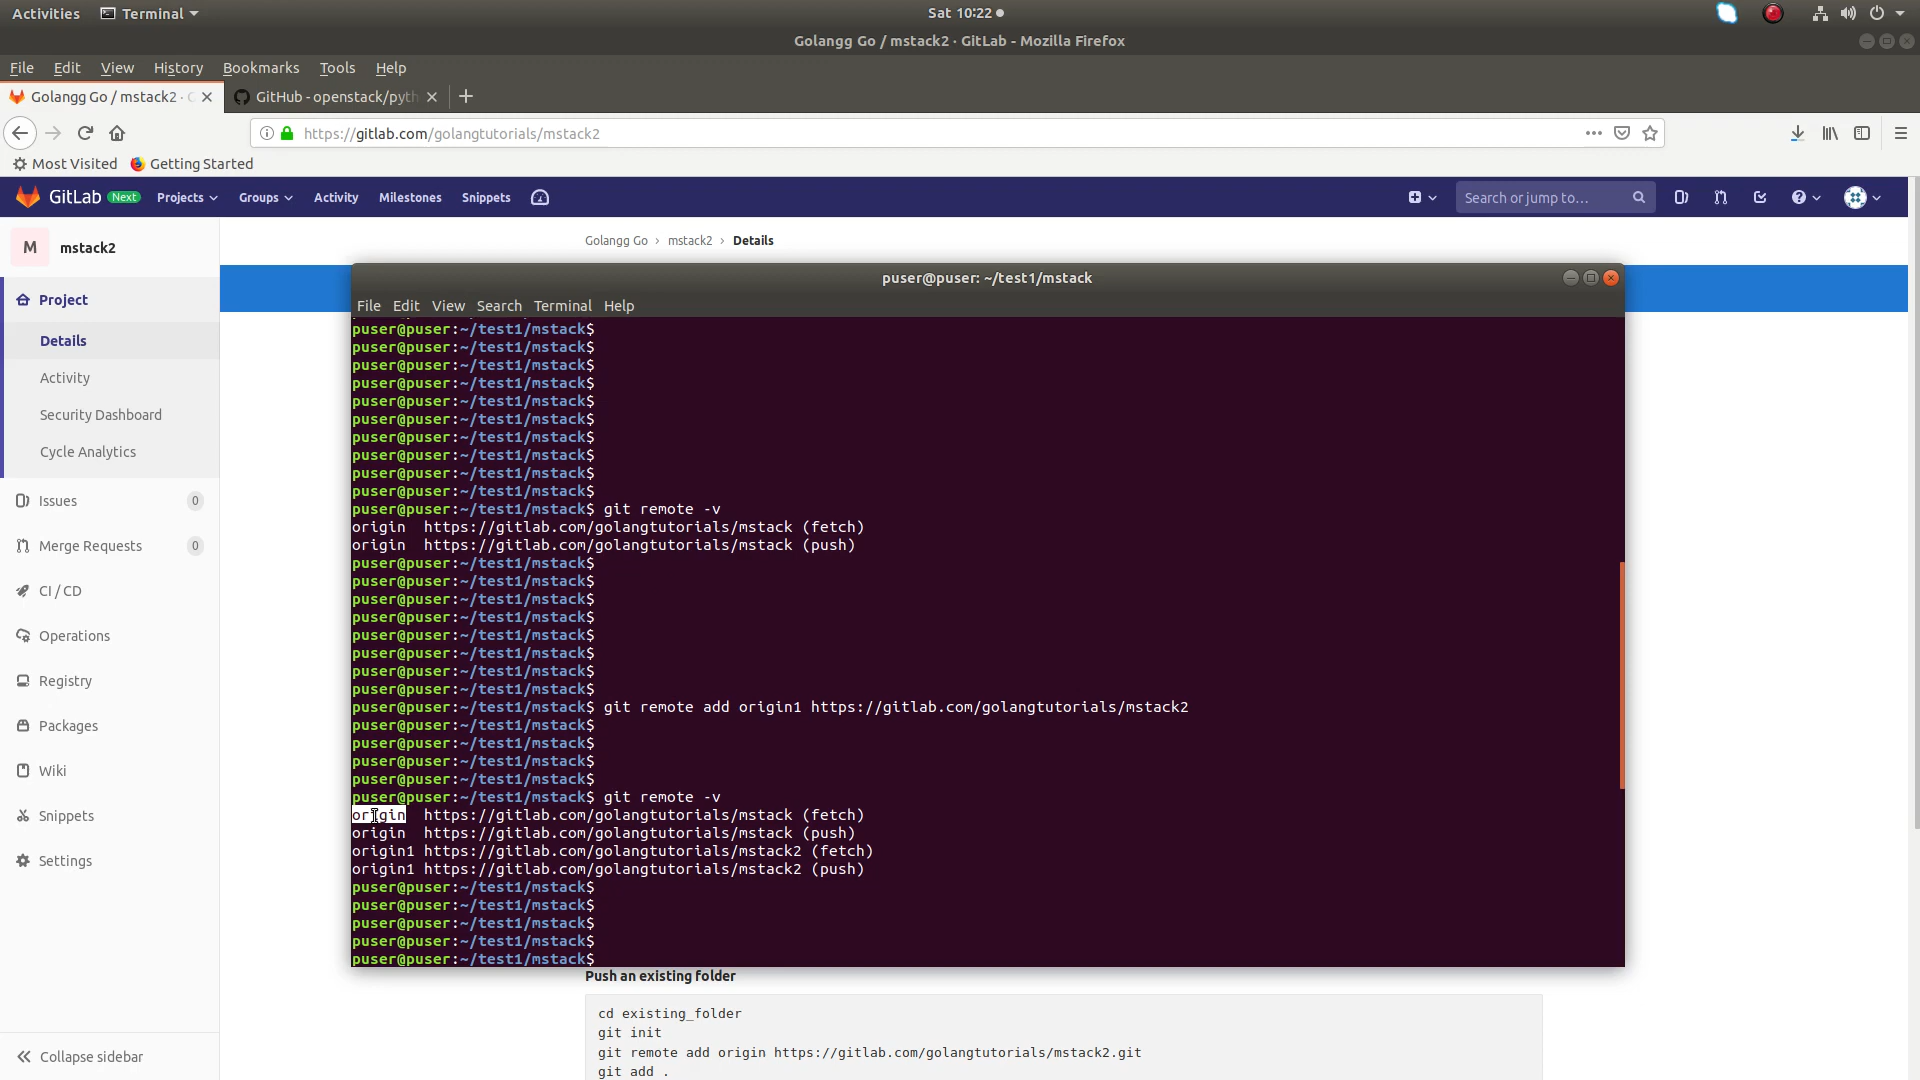 Activities Terminal Sat 10:22
Golangg Go / mstack2 · GitLab - Mozilla Firefox
File Edit View History Bookmarks Tools Help
Golangg Go / mstack2 · GitHub - openstack/pyth
https://gitlab.com/golangtutorials/mstack2
Most Visited Getting Started
GitLab Next Projects Groups Activity Milestones Snippets Search or jump to…
M mstack2
Golangg Go › mstack2 › Details
Project
Details
Activity
Security Dashboard
Cycle Analytics
Issues 0
Merge Requests 0
CI / CD
Operations
Registry
Packages
Wiki
Snippets
Settings
Collapse sidebar
puser@puser: ~/test1/mstack
File Edit View Search Terminal Help
puser@puser:~/test1/mstack$
puser@puser:~/test1/mstack$
puser@puser:~/test1/mstack$
puser@puser:~/test1/mstack$
puser@puser:~/test1/mstack$
puser@puser:~/test1/mstack$
puser@puser:~/test1/mstack$
puser@puser:~/test1/mstack$
puser@puser:~/test1/mstack$
puser@puser:~/test1/mstack$
puser@puser:~/test1/mstack$ git remote -v
origin https://gitlab.com/golangtutorials/mstack (fetch)
origin https://gitlab.com/golangtutorials/mstack (push)
puser@puser:~/test1/mstack$
puser@puser:~/test1/mstack$
puser@puser:~/test1/mstack$
puser@puser:~/test1/mstack$
puser@puser:~/test1/mstack$
puser@puser:~/test1/mstack$
puser@puser:~/test1/mstack$
puser@puser:~/test1/mstack$
puser@puser:~/test1/mstack$ git remote add origin1 https://gitlab.com/golangtutorials/mstack2
puser@puser:~/test1/mstack$
puser@puser:~/test1/mstack$
puser@puser:~/test1/mstack$
puser@puser:~/test1/mstack$
puser@puser:~/test1/mstack$ git remote -v
origin https://gitlab.com/golangtutorials/mstack (fetch)
origin https://gitlab.com/golangtutorials/mstack (push)
origin1 https://gitlab.com/golangtutorials/mstack2 (fetch)
origin1 https://gitlab.com/golangtutorials/mstack2 (push)
puser@puser:~/test1/mstack$
puser@puser:~/test1/mstack$
puser@puser:~/test1/mstack$
puser@puser:~/test1/mstack$
puser@puser:~/test1/mstack$
Push an existing folder
cd existing_folder
git init
git remote add origin https://gitlab.com/golangtutorials/mstack2.git
git add .